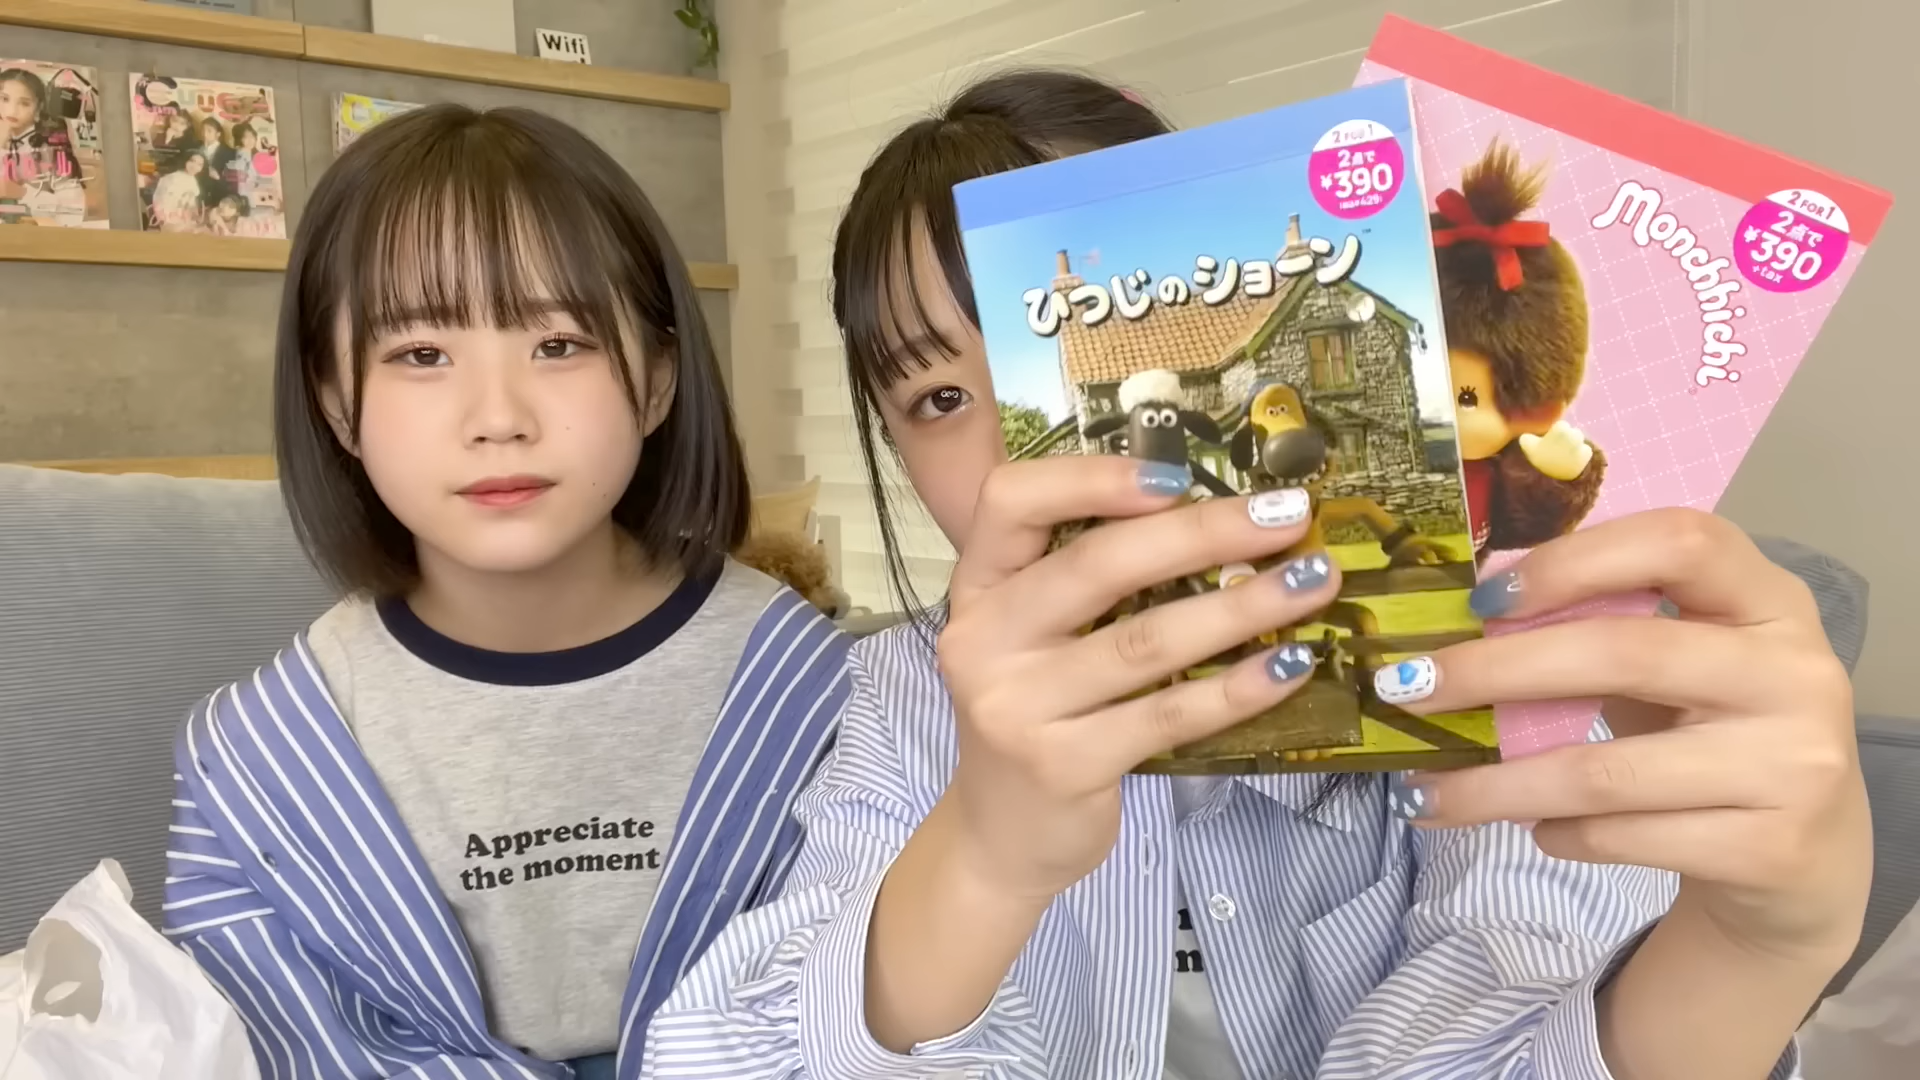 Wifi
Cutie
ひつじのショーン
2 FOR 1
2点で
¥390
Monchhichi
2 FOR 1
2点で
¥390
+tax
Appreciate
the moment